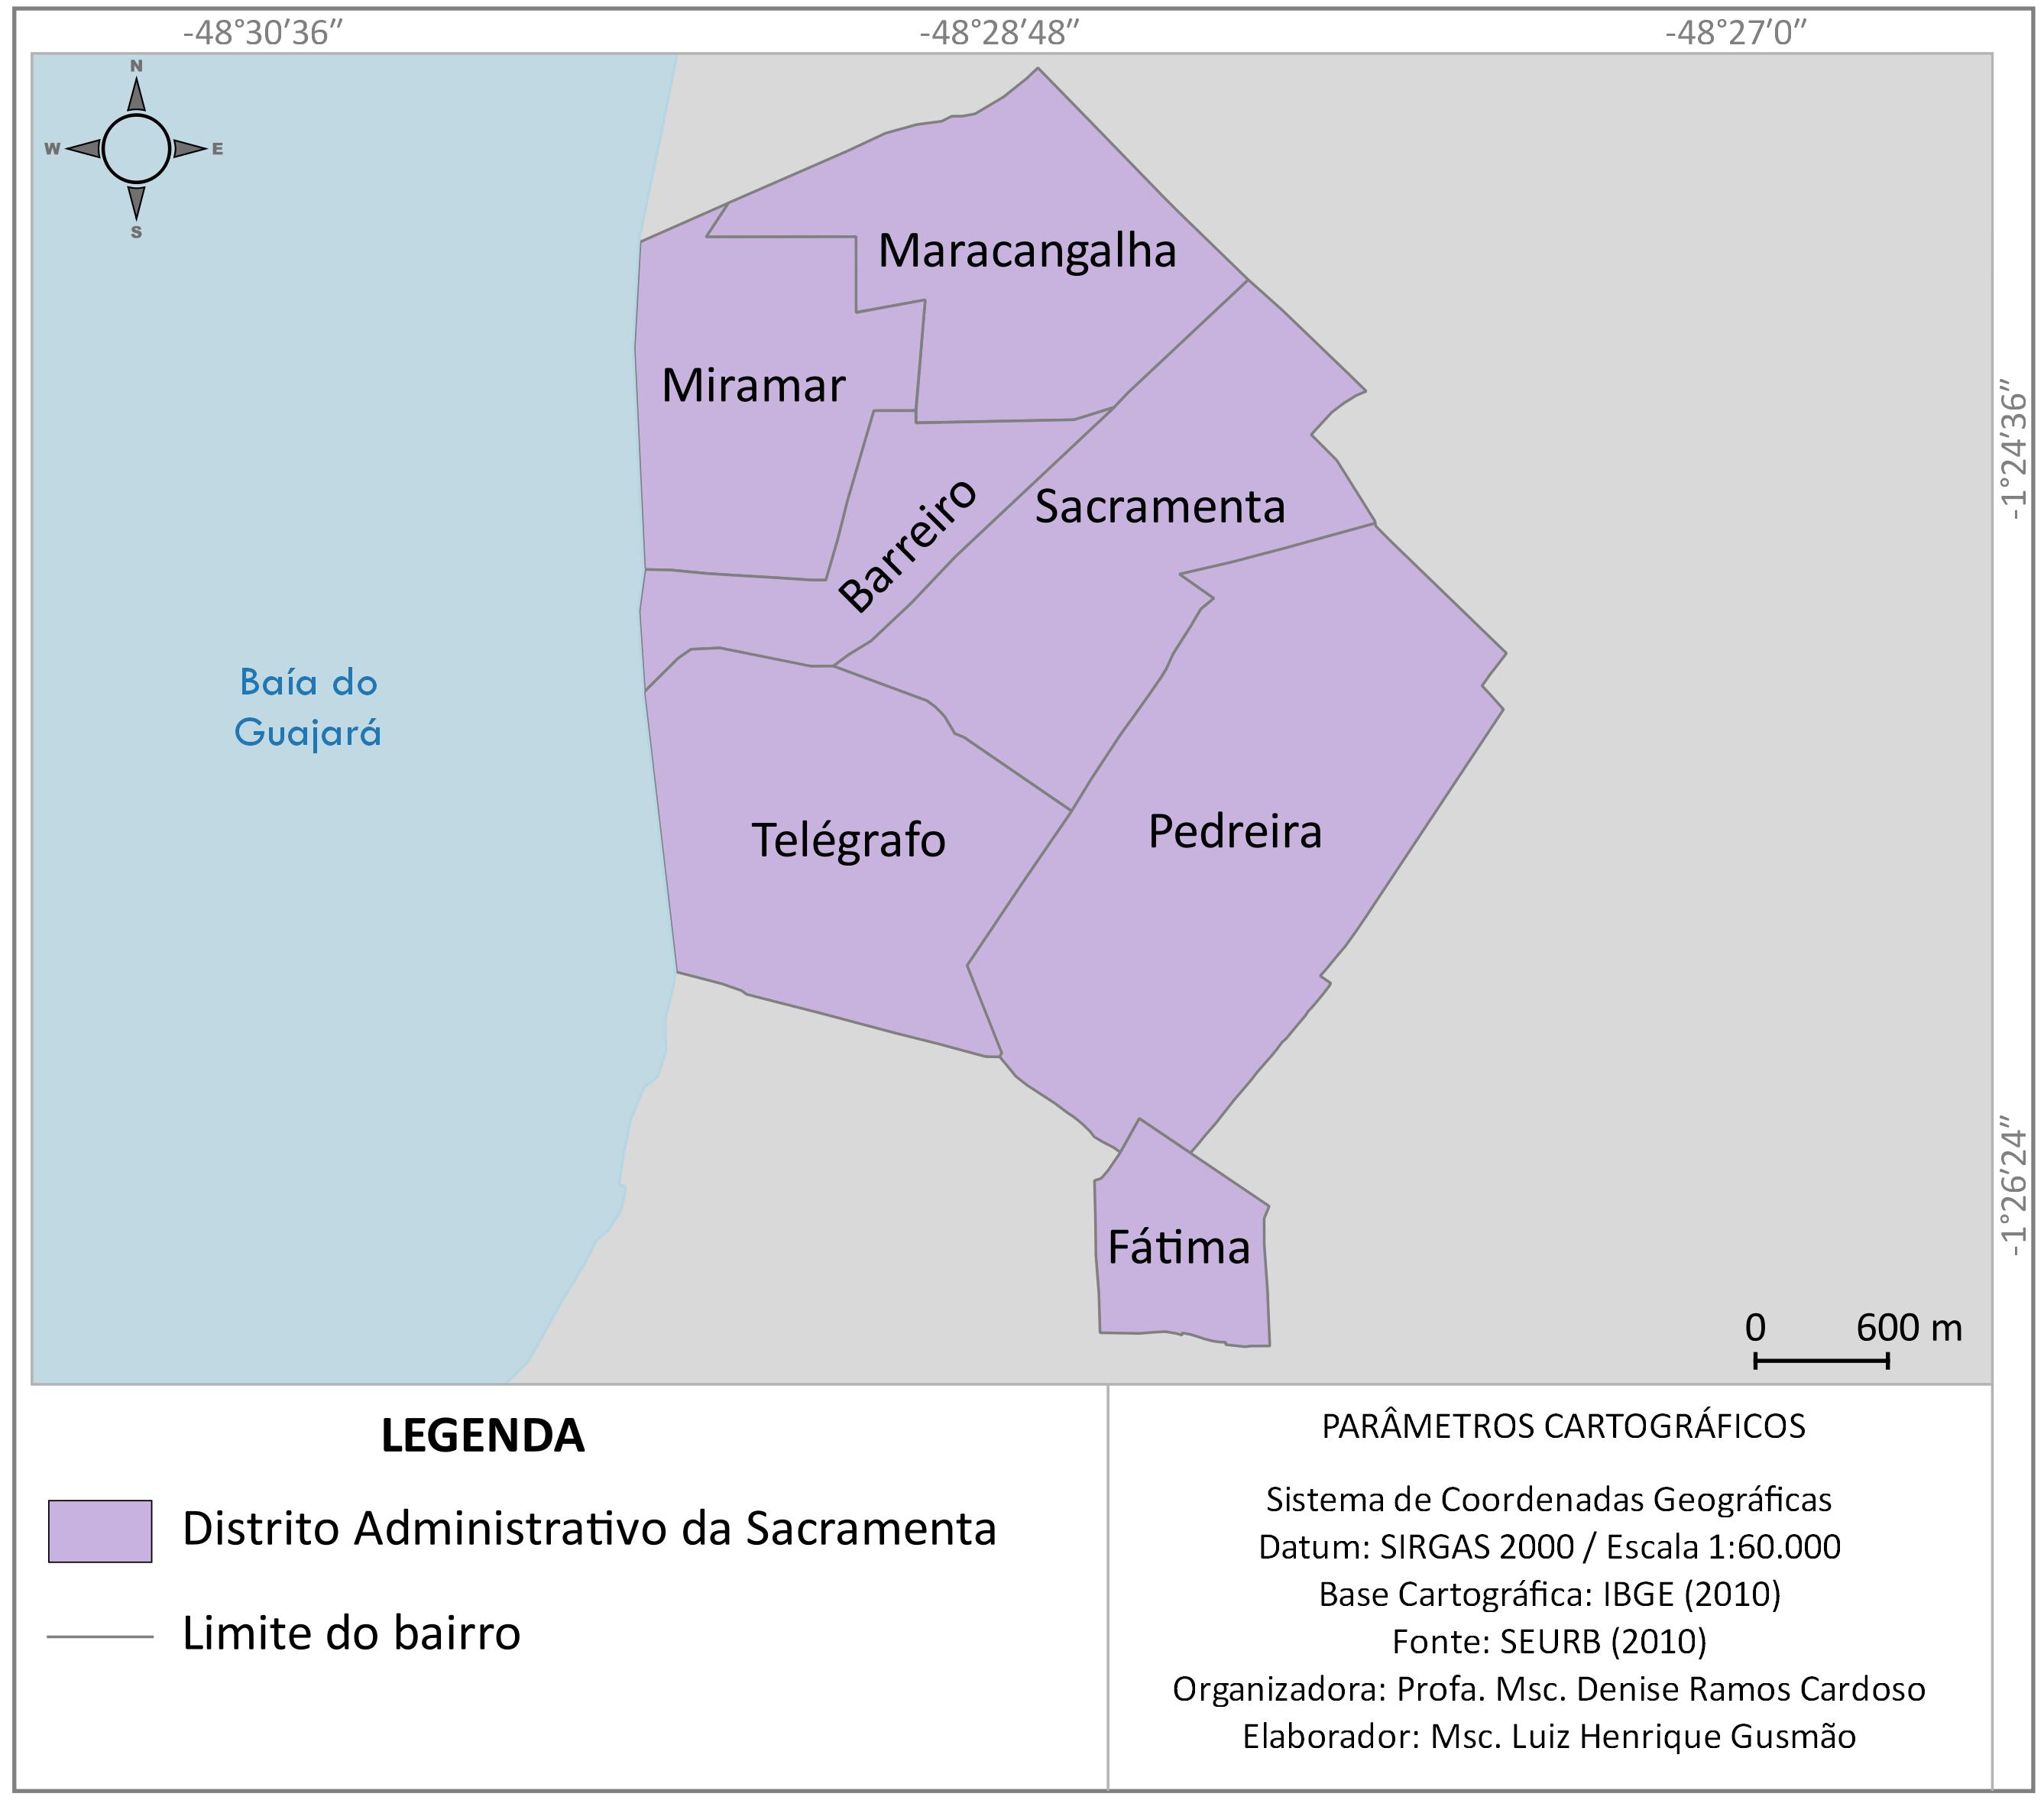 -48°30′36″ -48°28′48″ -48°27′0″
N
W E
S
Maracangalha
Miramar
-1°24′36″
Sacramenta
Barreiro
Baía do
Guajará
Telégrafo
Pedreira
-1°26′24″
Fátima
0 600 m
LEGENDA
Distrito Administrativo da Sacramenta
Limite do bairro
PARÂMETROS CARTOGRÁFICOS
Sistema de Coordenadas Geográficas
Datum: SIRGAS 2000 / Escala 1:60.000
Base Cartográfica: IBGE (2010)
Fonte: SEURB (2010)
Organizadora: Profa. Msc. Denise Ramos Cardoso
Elaborador: Msc. Luiz Henrique Gusmão